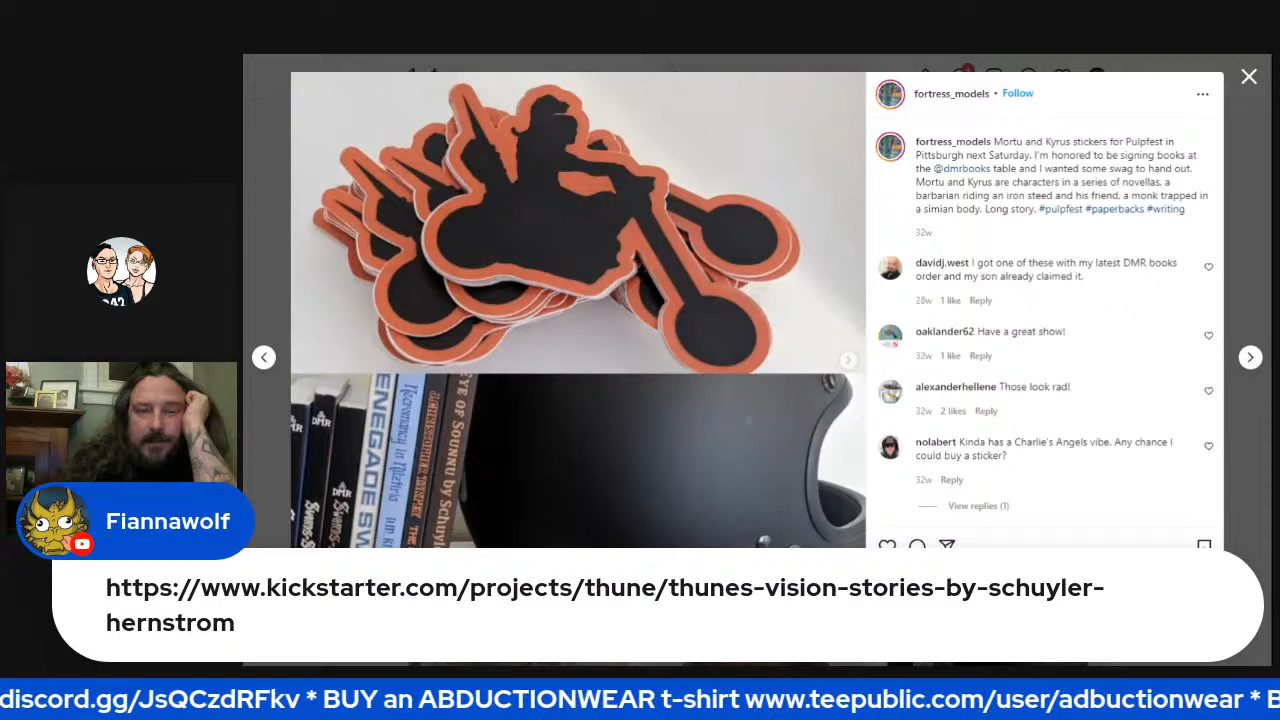 fortress_models • Follow
fortress_models Mortu and Kyrus stickers for Pulpfest in
Pittsburgh next Saturday. I'm honored to be signing books at
the @dmrbooks table and I wanted some swag to hand out.
Mortu and Kyrus are characters in a series of novellas, a
barbarian riding an iron steed and his friend, a monk trapped in
a simian body. Long story. #pulpfest #paperbacks #writing
32w
davidj.west I got one of these with my latest DMR books
order and my son already claimed it.
28w 1 like Reply
oaklander62 Have a great show!
32w 1 like Reply
alexanderhellene Those look rad!
32w 2 likes Reply
nolabert Kinda has a Charlie's Angels vibe. Any chance I
could buy a sticker?
32w Reply
View replies (1)
DMR
DMR
ENEGADE SW
Necromancy in Nilztiria
EYE OF SOUNNU by Schuyl
Fiannawolf
https://www.kickstarter.com/projects/thune/thunes-vision-stories-by-schuyler-
hernstrom
discord.gg/JsQCzdRFkv * BUY an ABDUCTIONWEAR t-shirt www.teepublic.com/user/adbuctionwear * B